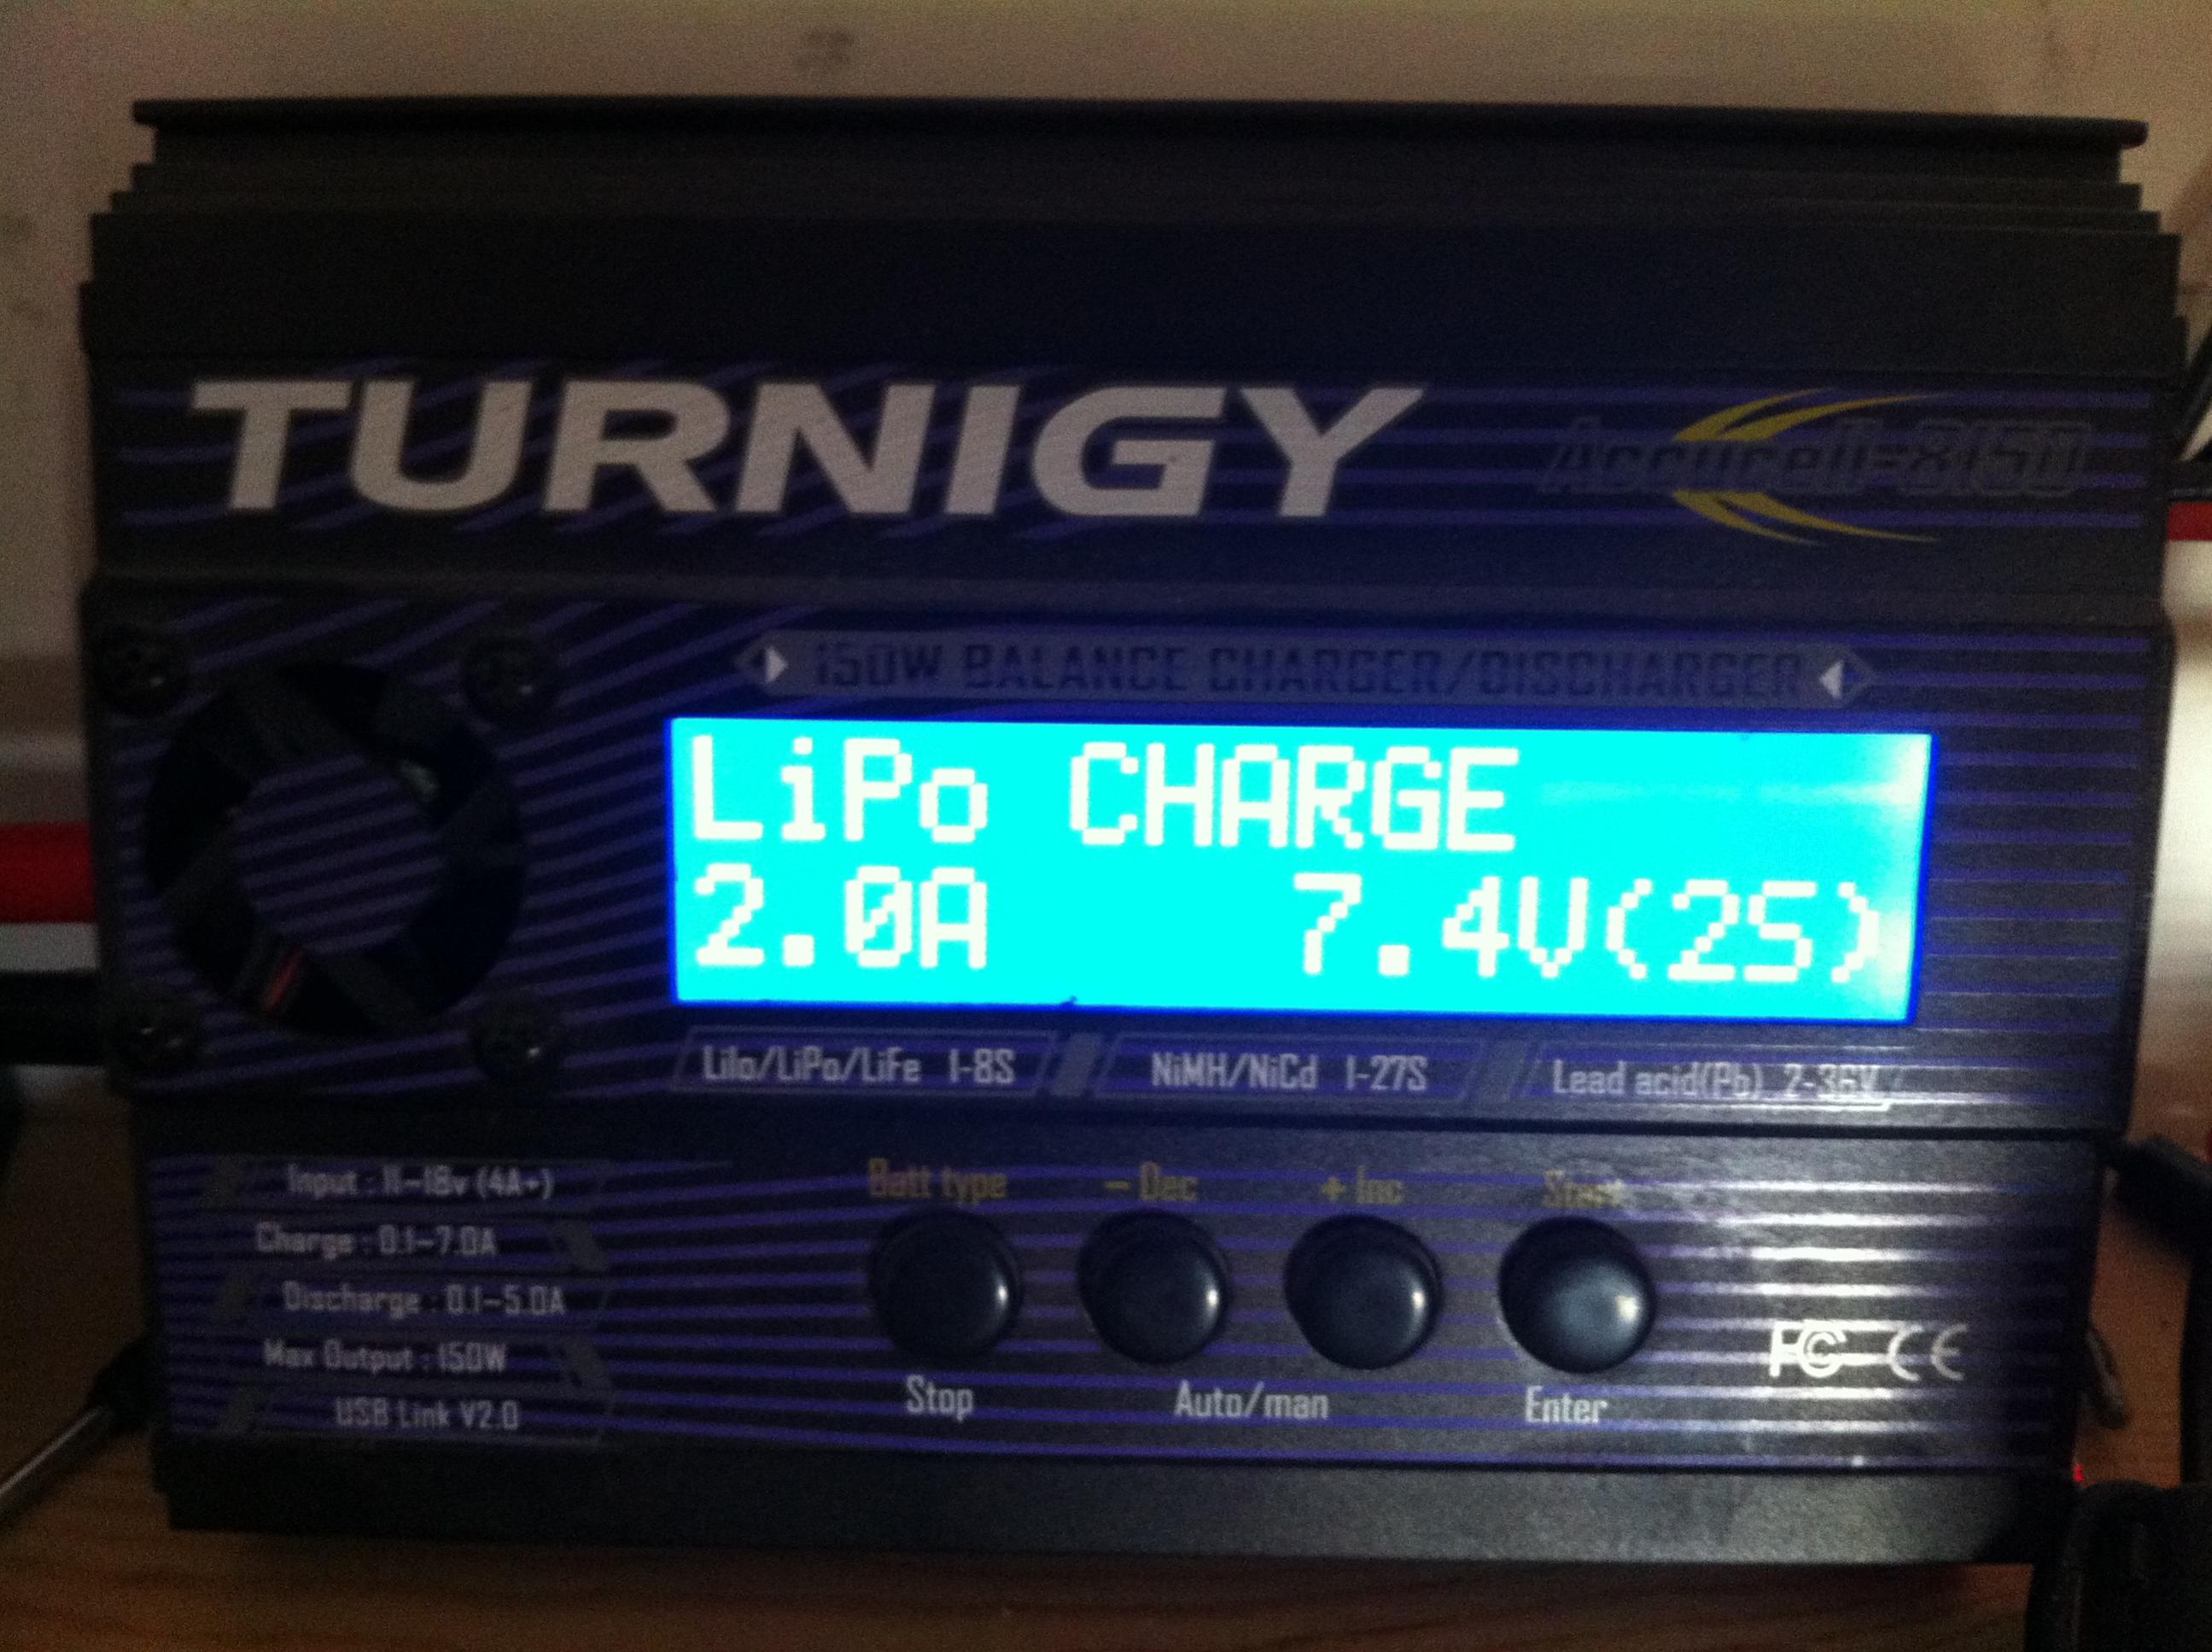 TURNIGY
Accucell-8150
150W BALANCE CHARGER/DISCHARGER
LiPo CHARGE
2.0A 7.4V(2S)
LiIo/LiPo/LiFe 1-8S NiMH/NiCd 1-27S Lead acid(Pb) 2-36V
Input : 11-18v (4A+)
Charge : 0.1-7.0A
Discharge : 0.1-5.0A
Max Output : 150W
USB Link V2.0
Batt type - Dec + Inc Start
Stop Auto/man Enter
FC CE